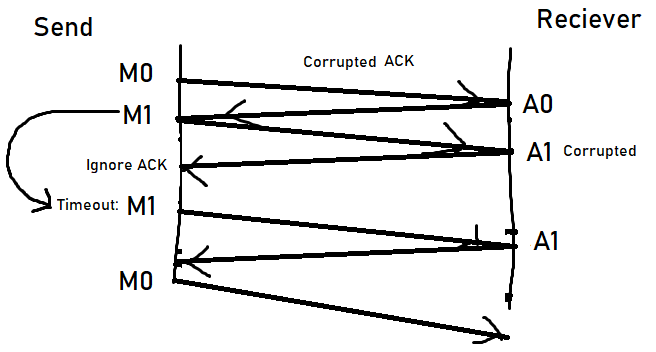 Send
Reciever
Corrupted ACK
M0
A0
M1
A1 Corrupted
Ignore ACK
Timeout: M1
A1
M0